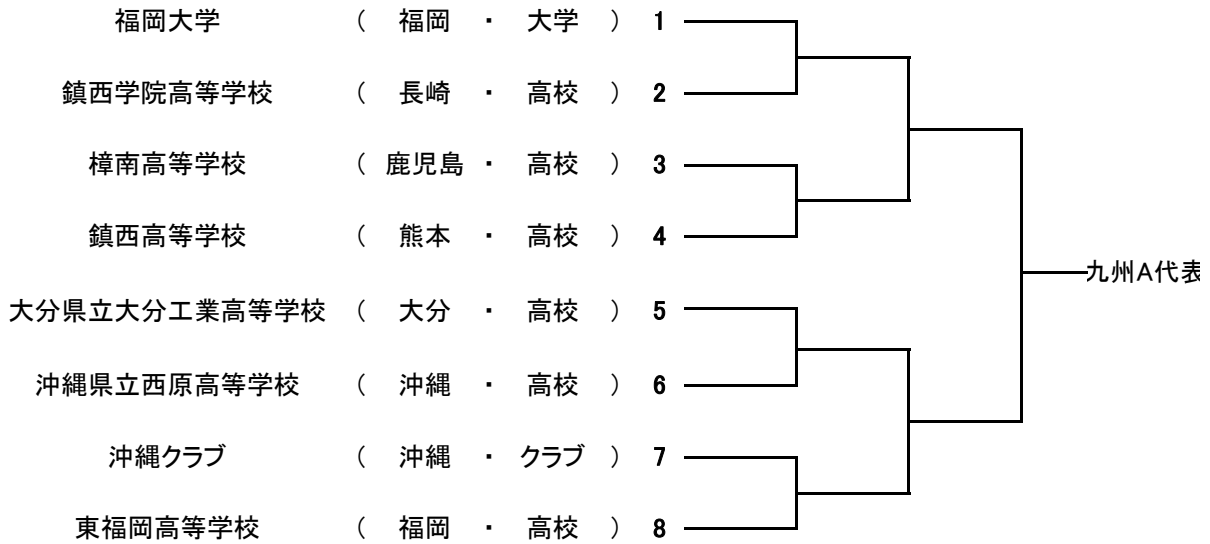 福岡大学 ( 福岡 ・ 大学 ) 1
鎮西学院高等学校 ( 長崎 ・ 高校 ) 2
樟南高等学校 ( 鹿児島 ・ 高校 ) 3
鎮西高等学校 ( 熊本 ・ 高校 ) 4
九州A代表
大分県立大分工業高等学校 ( 大分 ・ 高校 ) 5
沖縄県立西原高等学校 ( 沖縄 ・ 高校 ) 6
沖縄クラブ ( 沖縄 ・ クラブ ) 7
東福岡高等学校 ( 福岡 ・ 高校 ) 8